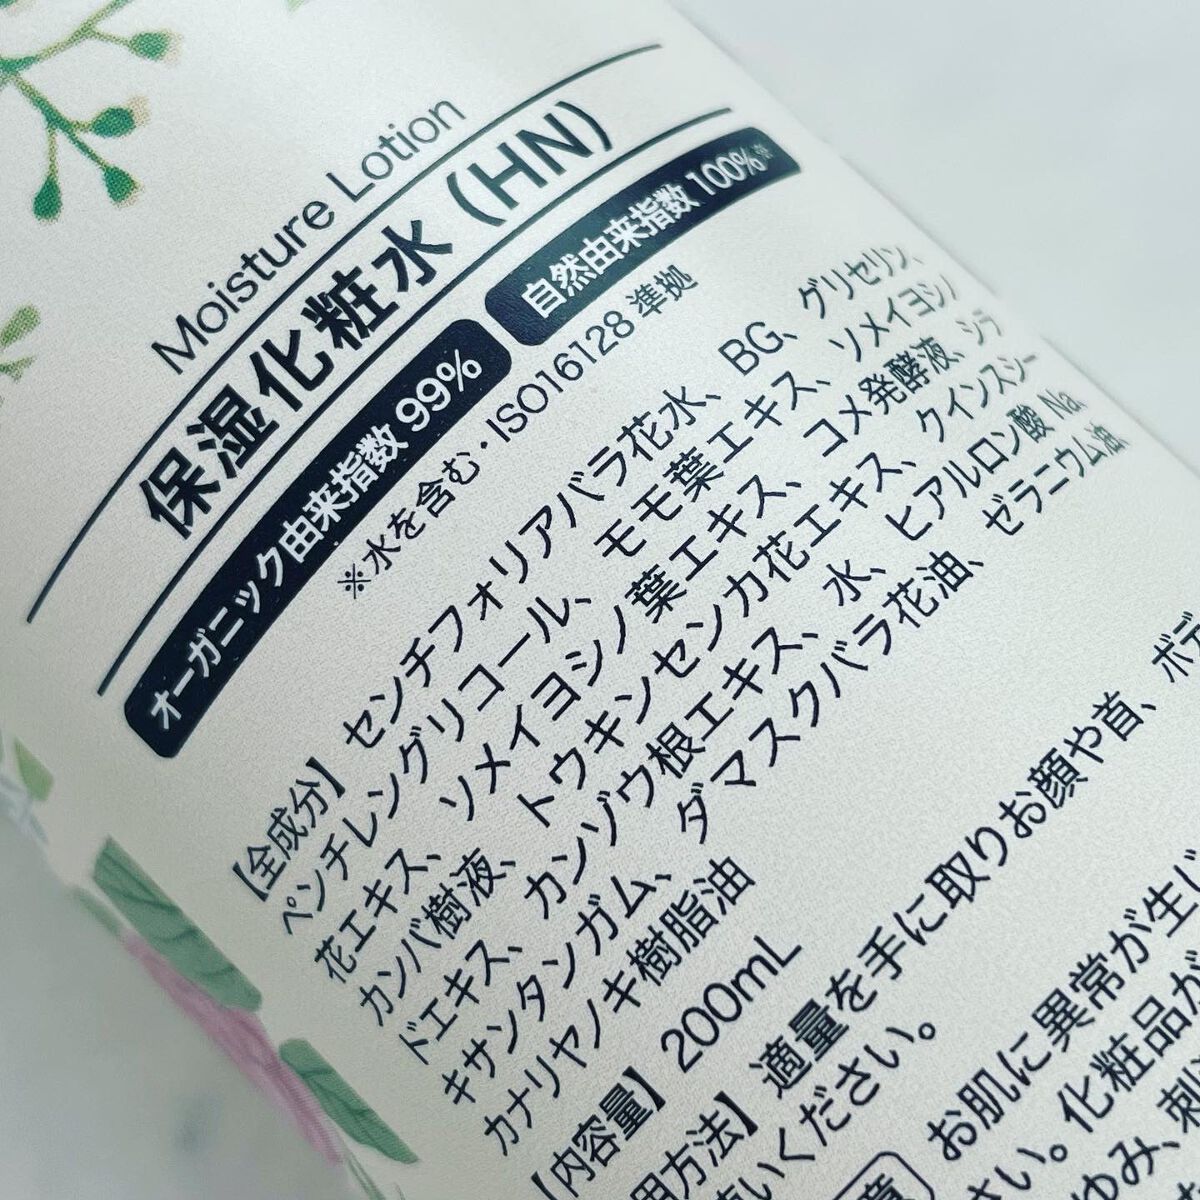 Moisture Lotion
保湿化粧水（HN）
オーガニック由来指数 99% 自然由来指数 100%※
※水を含む・ISO16128 準拠
【全成分】 センチフォリアバラ花水、BG、グリセリン、
ペンチレングリコール、モモ葉エキス、ソメイヨシノ
花エキス、ソメイヨシノ葉エキス、コメ発酵液、シラ
カンバ樹液、トウキンセンカ花エキス、クインスシー
ドエキス、カンゾウ根エキス、水、ヒアルロン酸 Na、
キサンタンガム、ダマスクバラ花油、ゼラニウム油、
カナリヤノキ樹脂油
【内容量】 200mL
用方法】 適量を手に取りお顔や首、ボデ
ください。
お肌に異常が生じ
さい。化粧品が